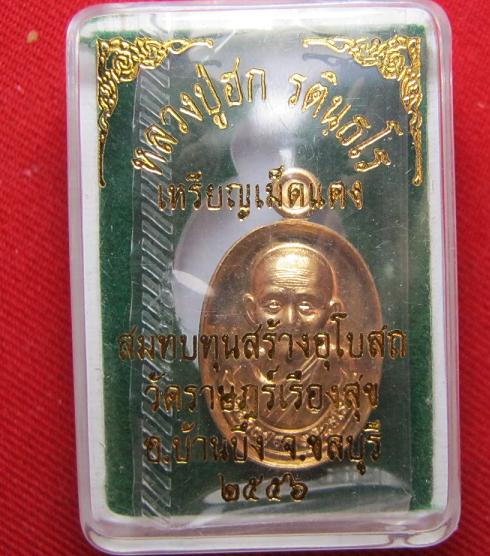 หลวงปู่ฮก รตินฺธโร
เหรียญเม็ดแตง
สมทบทุนสร้างอุโบสถ
วัดราษฎร์เรืองสุข
อ.บ้านบึง จ.ชลบุรี
๒๕๕๖